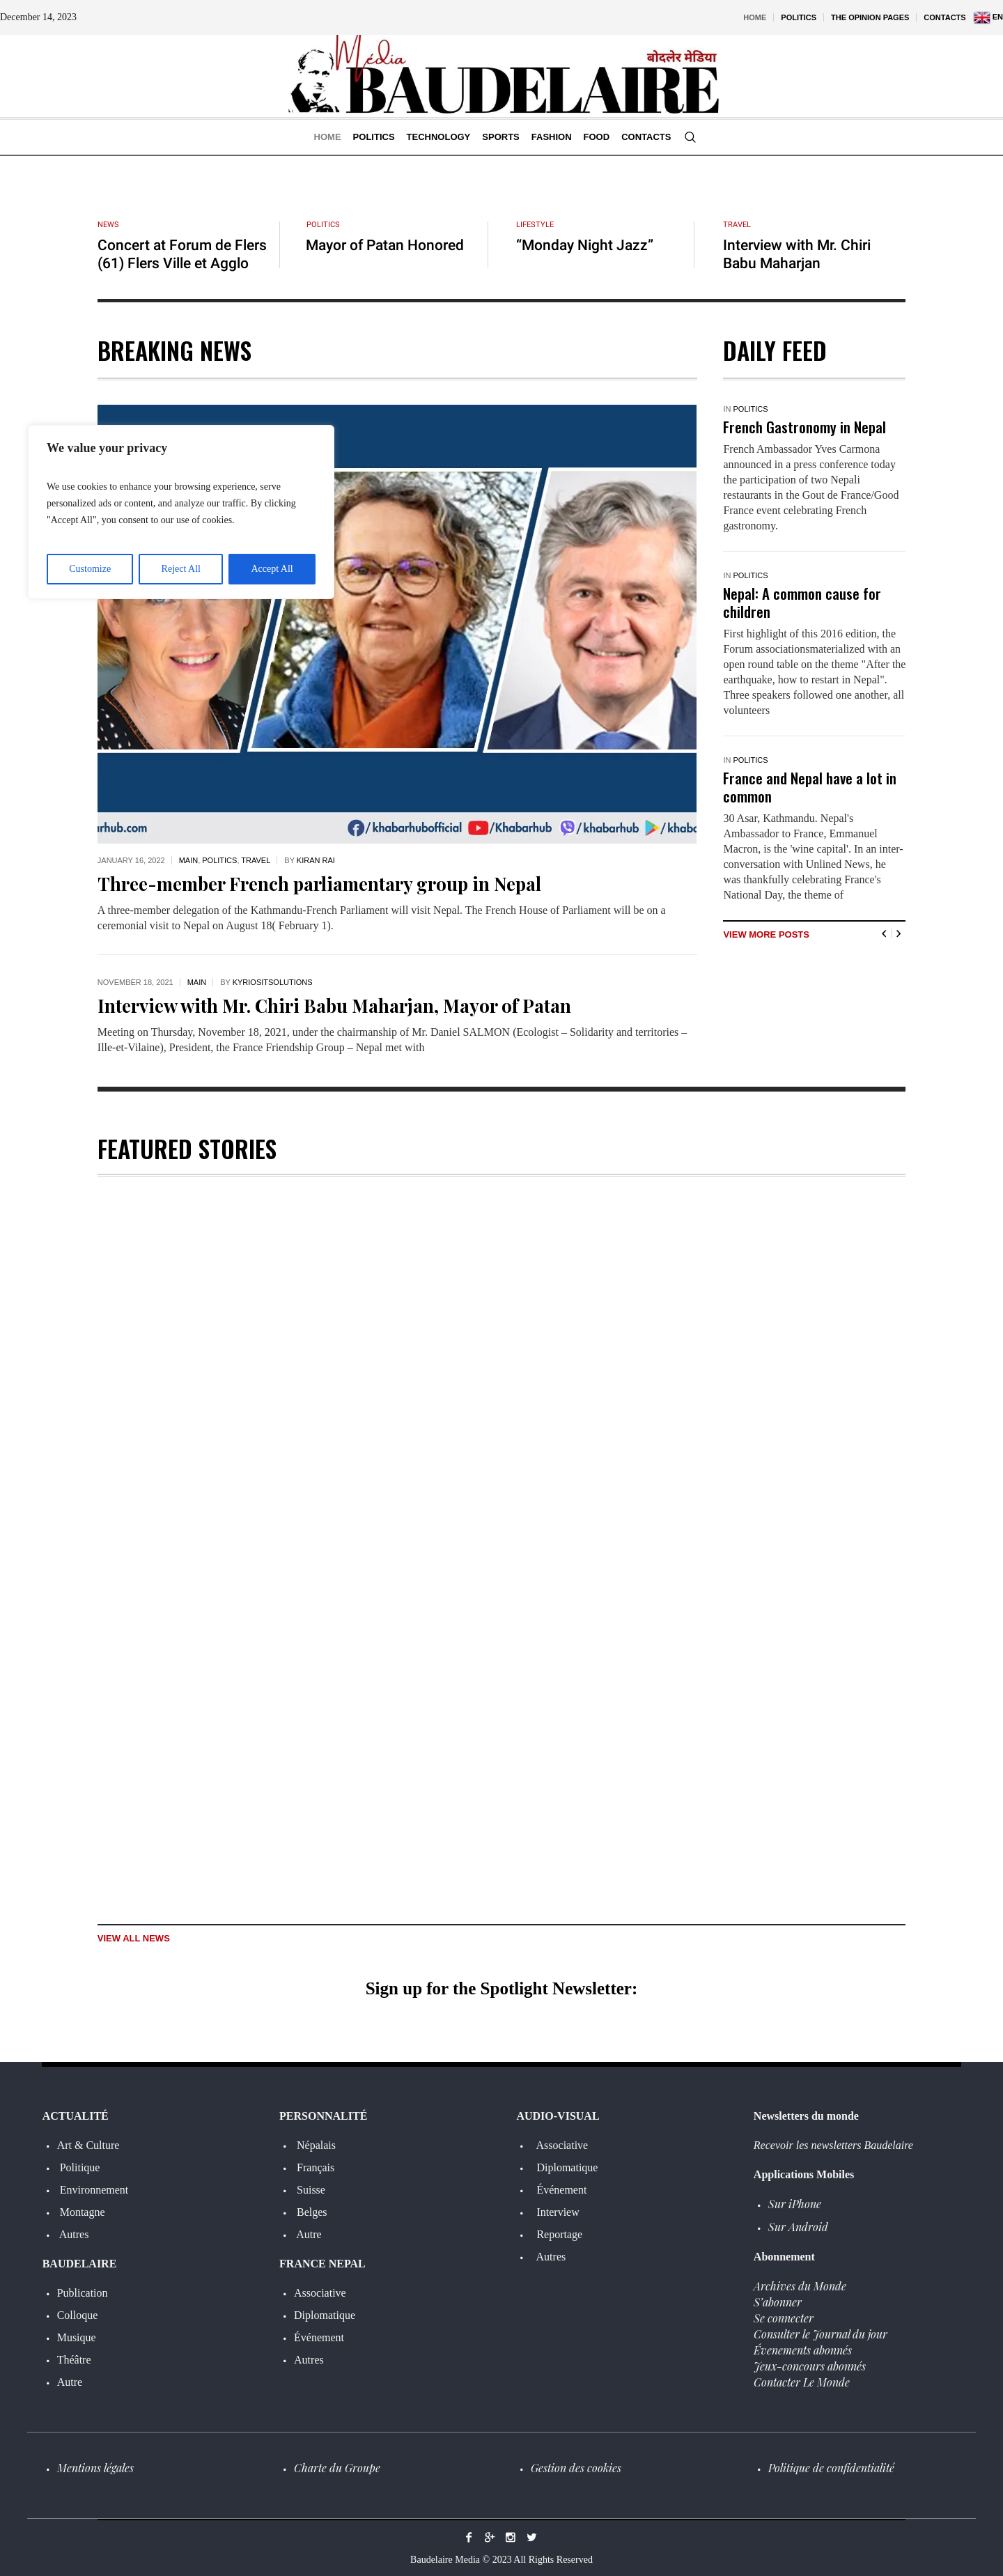 December 14, 2023
HOME
POLITICS
THE OPINION PAGES
CONTACTS
EN
Média
बोदलेर मेडिया
BAUDELAIRE
HOME
POLITICS
TECHNOLOGY
SPORTS
FASHION
FOOD
CONTACTS
NEWS
Concert at Forum de Flers
(61) Flers Ville et Agglo
POLITICS
Mayor of Patan Honored
LIFESTYLE
“Monday Night Jazz”
TRAVEL
Interview with Mr. Chiri
Babu Maharjan
BREAKING NEWS
We value your privacy
We use cookies to enhance your browsing experience, serve
personalized ads or content, and analyze our traffic. By clicking
"Accept All", you consent to our use of cookies.
Customize
Reject All
Accept All
arhub.com
/khabarhubofficial
/Khabarhub
/khabarhub
/khaba
JANUARY 16, 2022
MAIN, POLITICS, TRAVEL
BY KIRAN RAI
Three-member French parliamentary group in Nepal
A three-member delegation of the Kathmandu-French Parliament will visit Nepal. The French House of Parliament will be on a
ceremonial visit to Nepal on August 18( February 1).
NOVEMBER 18, 2021
MAIN
BY KYRIOSITSOLUTIONS
Interview with Mr. Chiri Babu Maharjan, Mayor of Patan
Meeting on Thursday, November 18, 2021, under the chairmanship of Mr. Daniel SALMON (Ecologist – Solidarity and territories –
Ille-et-Vilaine), President, the France Friendship Group – Nepal met with
DAILY FEED
IN POLITICS
French Gastronomy in Nepal
French Ambassador Yves Carmona
announced in a press conference today
the participation of two Nepali
restaurants in the Gout de France/Good
France event celebrating French
gastronomy.
IN POLITICS
Nepal: A common cause for
children
First highlight of this 2016 edition, the
Forum associationsmaterialized with an
open round table on the theme "After the
earthquake, how to restart in Nepal".
Three speakers followed one another, all
volunteers
IN POLITICS
France and Nepal have a lot in
common
30 Asar, Kathmandu. Nepal's
Ambassador to France, Emmanuel
Macron, is the 'wine capital'. In an inter-
conversation with Unlined News, he
was thankfully celebrating France's
National Day, the theme of
VIEW MORE POSTS
FEATURED STORIES
VIEW ALL NEWS
Sign up for the Spotlight Newsletter:
ACTUALITÉ
Art & Culture
Politique
Environnement
Montagne
Autres
BAUDELAIRE
Publication
Colloque
Musique
Théâtre
Autre
PERSONNALITÉ
Népalais
Français
Suisse
Belges
Autre
FRANCE NEPAL
Associative
Diplomatique
Événement
Autres
AUDIO-VISUAL
Associative
Diplomatique
Événement
Interview
Reportage
Autres
Newsletters du monde
Recevoir les newsletters Baudelaire
Applications Mobiles
Sur iPhone
Sur Android
Abonnement
Archives du Monde
S’abonner
Se connecter
Consulter le Journal du jour
Évenements abonnés
Jeux-concours abonnés
Contacter Le Monde
Mentions légales
Charte du Groupe
Gestion des cookies
Politique de confidentialité
Baudelaire Media © 2023 All Rights Reserved